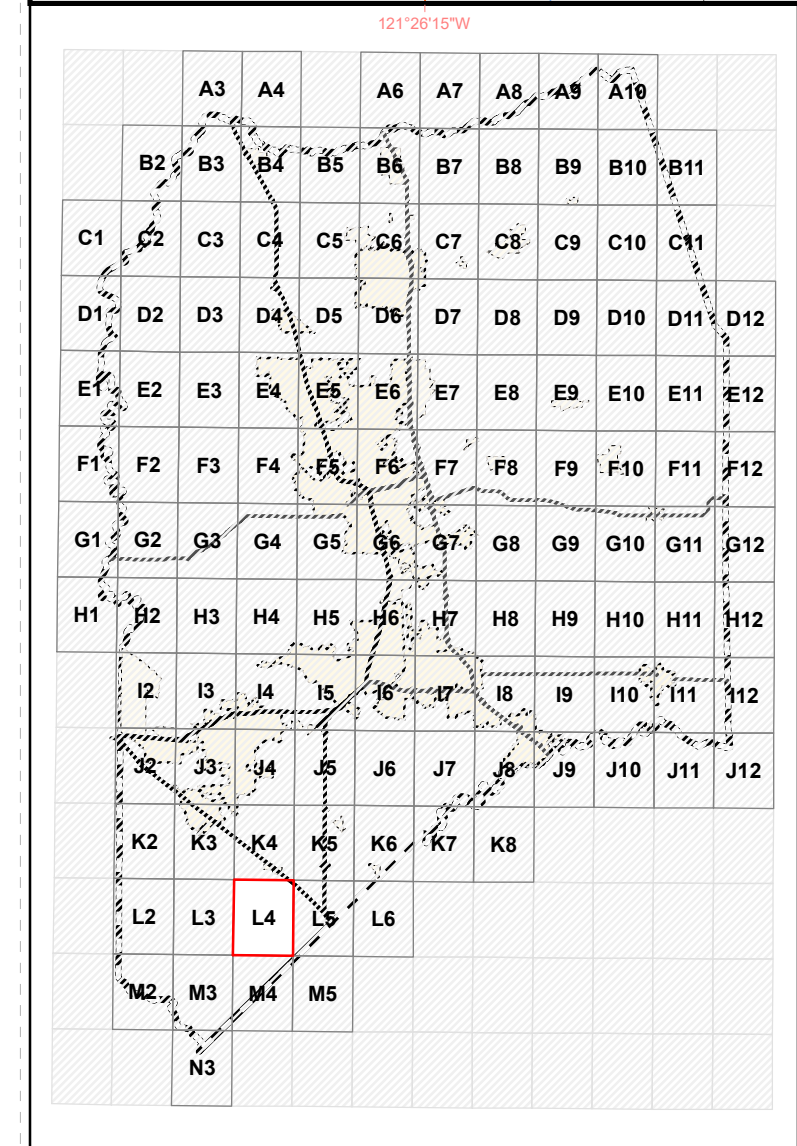 121°26'15"W
A3 A4 A6 A7 A8 A9 A10
B2 B3 B4 B5 B6 B7 B8 B9 B10 B11
C1 C2 C3 C4 C5 C6 C7 C8 C9 C10 C11
D1 D2 D3 D4 D5 D6 D7 D8 D9 D10 D11 D12
E1 E2 E3 E4 E5 E6 E7 E8 E9 E10 E11 E12
F1 F2 F3 F4 F5 F6 F7 F8 F9 F10 F11 F12
G1 G2 G3 G4 G5 G6 G7 G8 G9 G10 G11 G12
H1 H2 H3 H4 H5 H6 H7 H8 H9 H10 H11 H12
I2 I3 I4 I5 I6 I7 I8 I9 I10 I11 I12
J2 J3 J4 J5 J6 J7 J8 J9 J10 J11 J12
K2 K3 K4 K5 K6 K7 K8
L2 L3 L4 L5 L6
M2 M3 M4 M5
N3